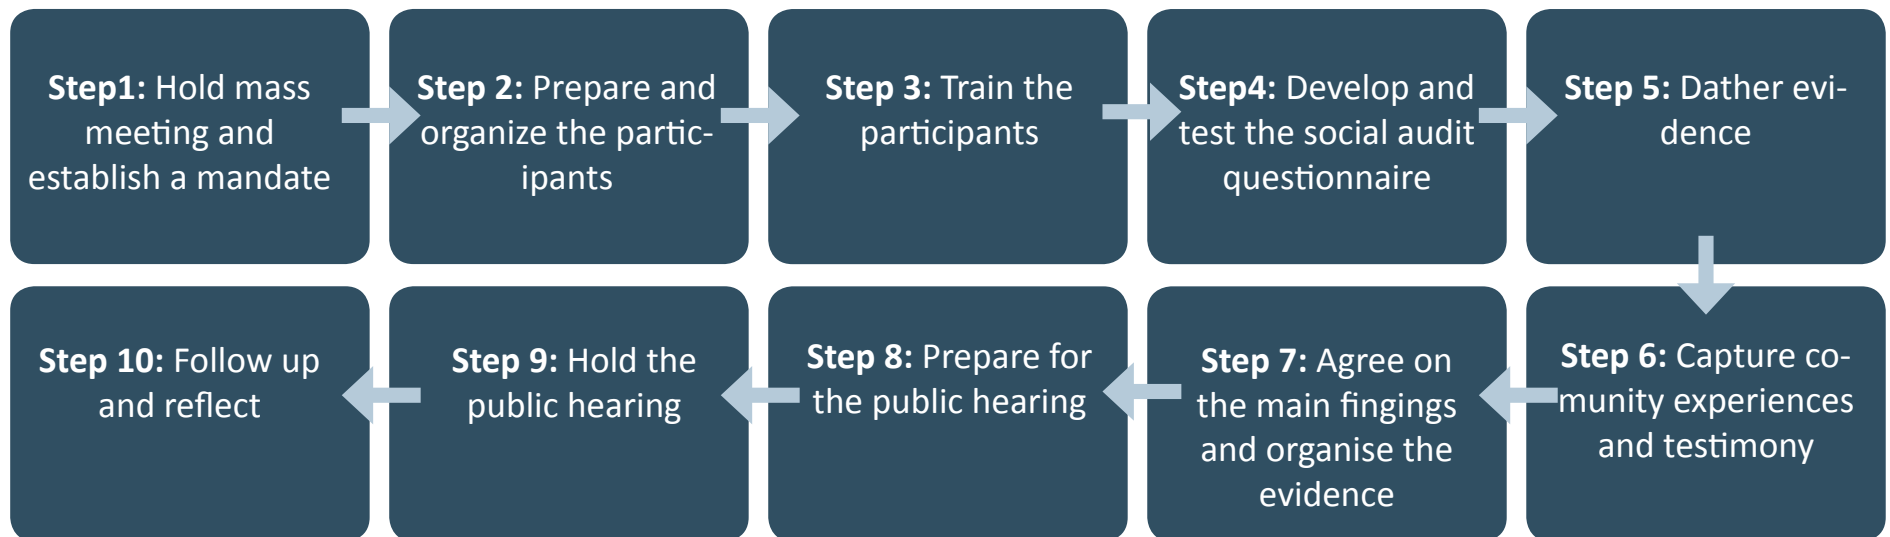 Step1: Hold mass
meeting and
establish a mandate
Step 2: Prepare and
organize the partic-
ipants
Step 3: Train the
participants
Step4: Develop and
test the social audit
questionnaire
Step 5: Dather evi-
dence
Step 6: Capture co-
munity experiences
and testimony
Step 7: Agree on
the main fingings
and organise the
evidence
Step 8: Prepare for
the public hearing
Step 9: Hold the
public hearing
Step 10: Follow up
and reflect